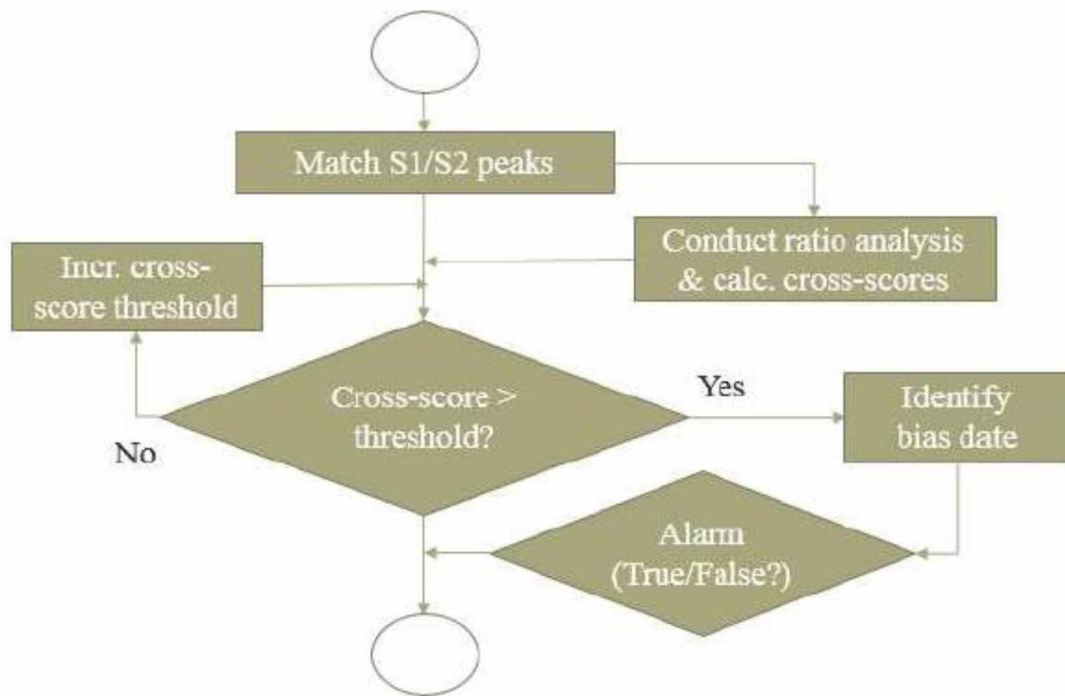 Match S1/S2 peaks
Conduct ratio analysis
& calc. cross-scores
Incr. cross-
score threshold
Cross-score >
threshold?
Yes
No
Identify
bias date
Alarm
(True/False?)